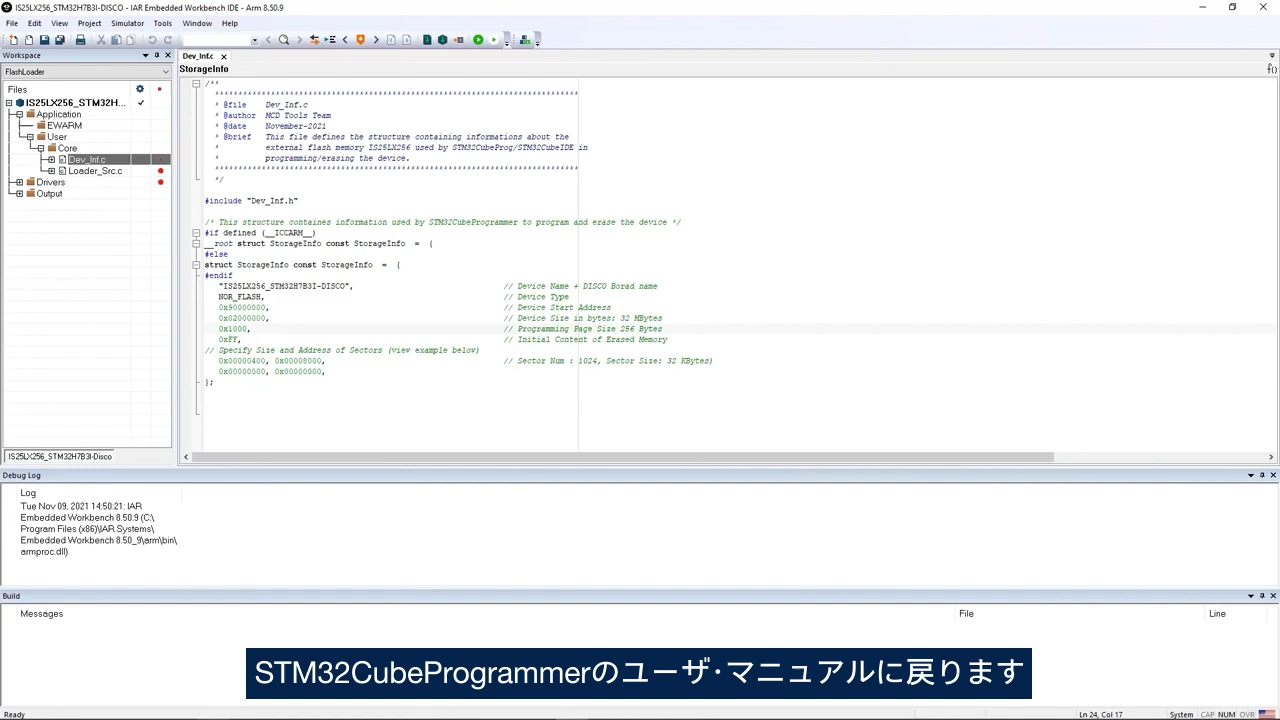 IS25LX256_STM32H7B3I-DISCO - IAR Embedded Workbench IDE - Arm 8.50.9
File Edit View Project Simulator Tools Window Help
Workspace
FlashLoader
Files
IS25LX256_STM32H...
Application
EWARM
User
Core
Dev_Inf.c
Loader_Src.c
Drivers
Output
IS25LX256_STM32H7B3I-Disco
Dev_Inf.c
StorageInfo
f()
/**
******************************************************************************
* @file Dev_Inf.c
* @author MCD Tools Team
* @date November-2021
* @brief This file defines the structure containing informations about the
* external flash memory IS25LX256 used by STM32CubeProg/STM32CubeIDE in
* programming/erasing the device.
******************************************************************************
*/
#include "Dev_Inf.h"
/* This structure containes information used by STM32CubeProgrammer to program and erase the device */
#if defined (__ICCARM__)
__root struct StorageInfo const StorageInfo = {
#else
struct StorageInfo const StorageInfo = {
#endif
"IS25LX256_STM32H7B3I-DISCO", // Device Name + DISCO Borad name
NOR_FLASH, // Device Type
0x90000000, // Device Start Address
0x02000000, // Device Size in bytes: 32 MBytes
0x1000, // Programming Page Size 256 Bytes
0xFF, // Initial Content of Erased Memory
// Specify Size and Address of Sectors (view example below)
0x00000400, 0x00008000, // Sector Num : 1024, Sector Size: 32 KBytes)
0x00000000, 0x00000000,
};
Debug Log
Log
Tue Nov 09, 2021 14:50:21: IAR
Embedded Workbench 8.50.9 (C:\
Program Files (x86)\IAR Systems\
Embedded Workbench 8.50_9\arm\bin\
armproc.dll)
Build
Messages File Line
STM32CubeProgrammerのユーザ･マニュアルに戻ります
Ready Ln 24, Col 17 System CAP NUM OVR